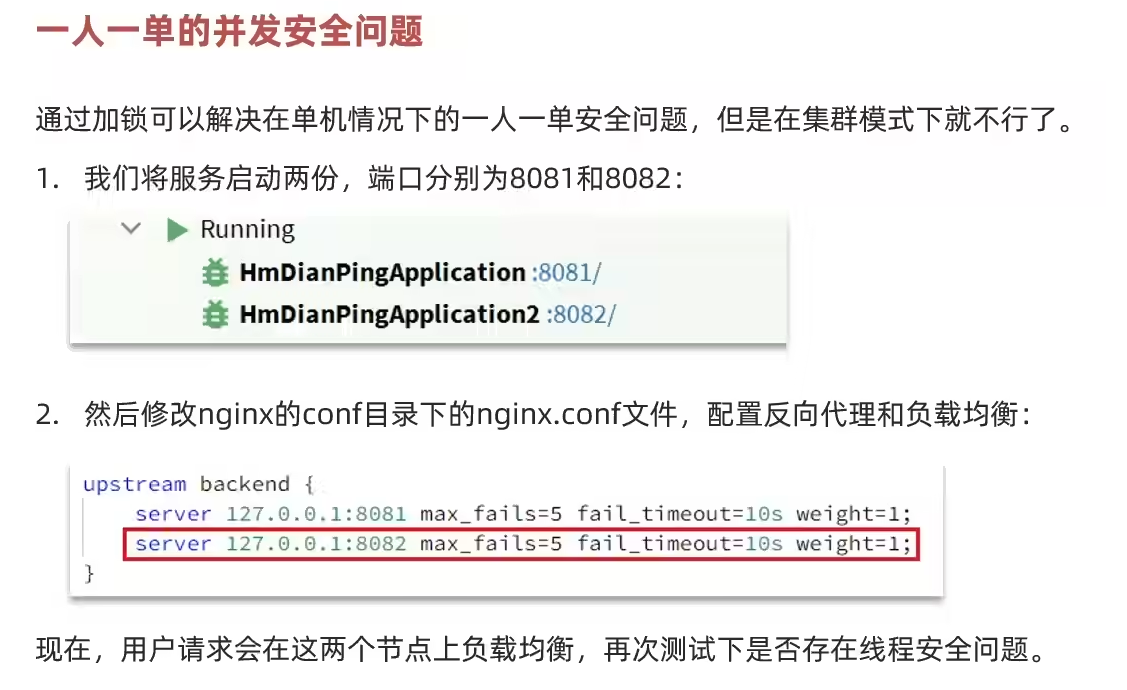 一人一单的并发安全问题
通过加锁可以解决在单机情况下的一人一单安全问题，但是在集群模式下就不行了。
1. 我们将服务启动两份，端口分别为8081和8082：
Running
HmDianPingApplication :8081/
HmDianPingApplication2 :8082/
2. 然后修改nginx的conf目录下的nginx.conf文件，配置反向代理和负载均衡：
upstream backend {
server 127.0.0.1:8081 max_fails=5 fail_timeout=10s weight=1;
server 127.0.0.1:8082 max_fails=5 fail_timeout=10s weight=1;
}
现在，用户请求会在这两个节点上负载均衡，再次测试下是否存在线程安全问题。